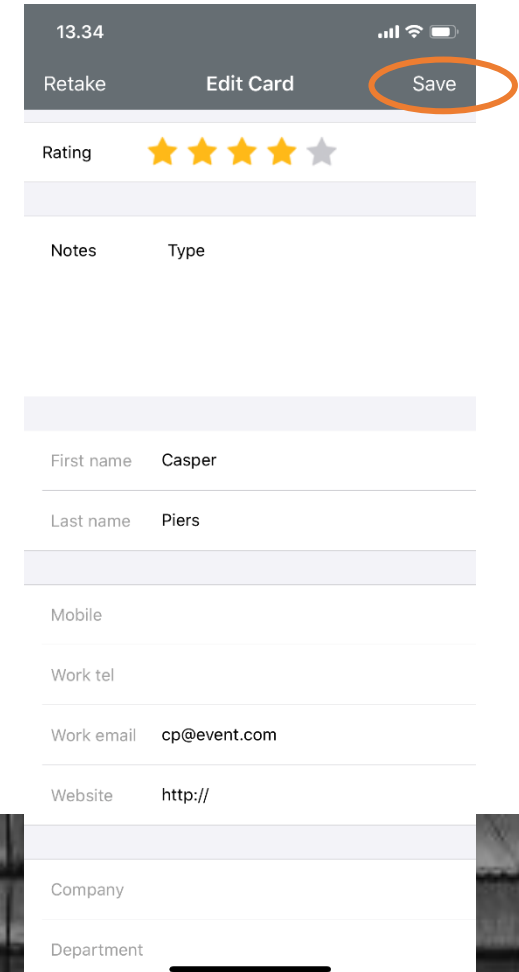 13.34
Retake Edit Card Save
Rating
Notes Type
First name Casper
Last name Piers
Mobile
Work tel
Work email cp@event.com
Website http://
Company
Department